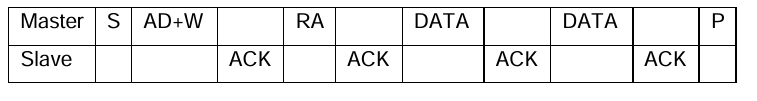 Master S AD+W RA DATA DATA P
Slave ACK ACK ACK ACK